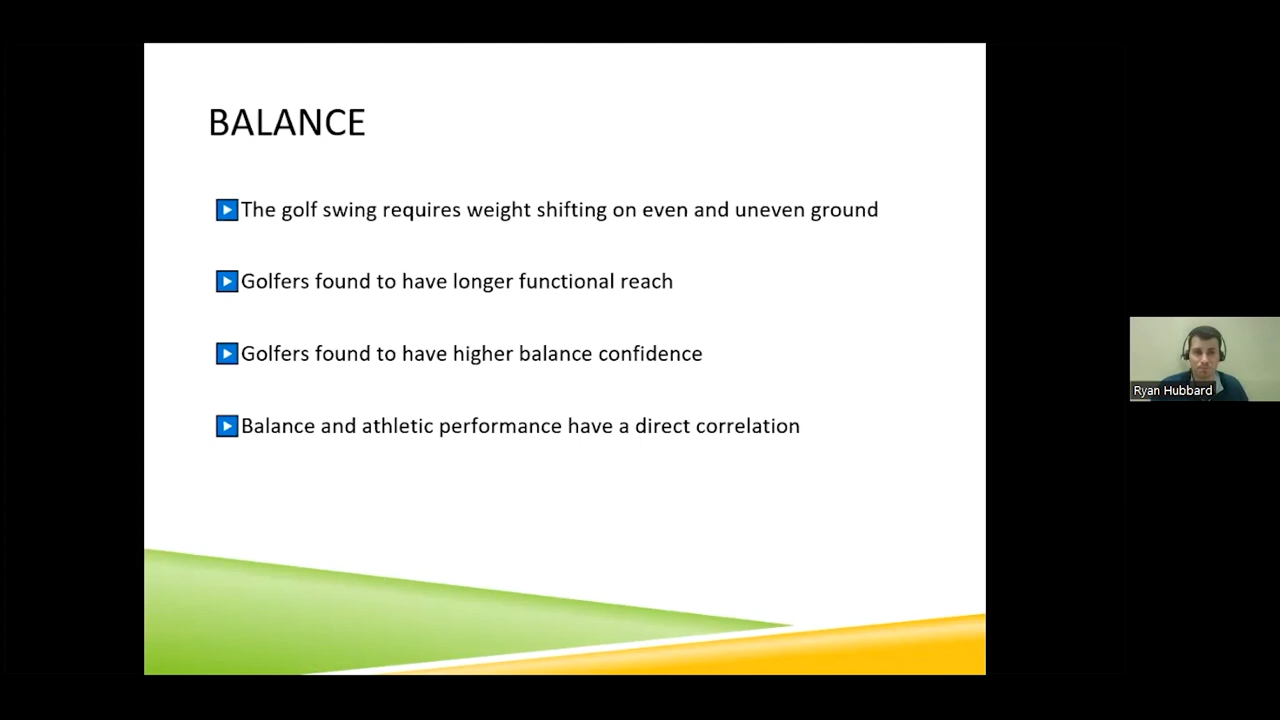 BALANCE
The golf swing requires weight shifting on even and uneven ground
Golfers found to have longer functional reach
Golfers found to have higher balance confidence
Balance and athletic performance have a direct correlation
Ryan Hubbard